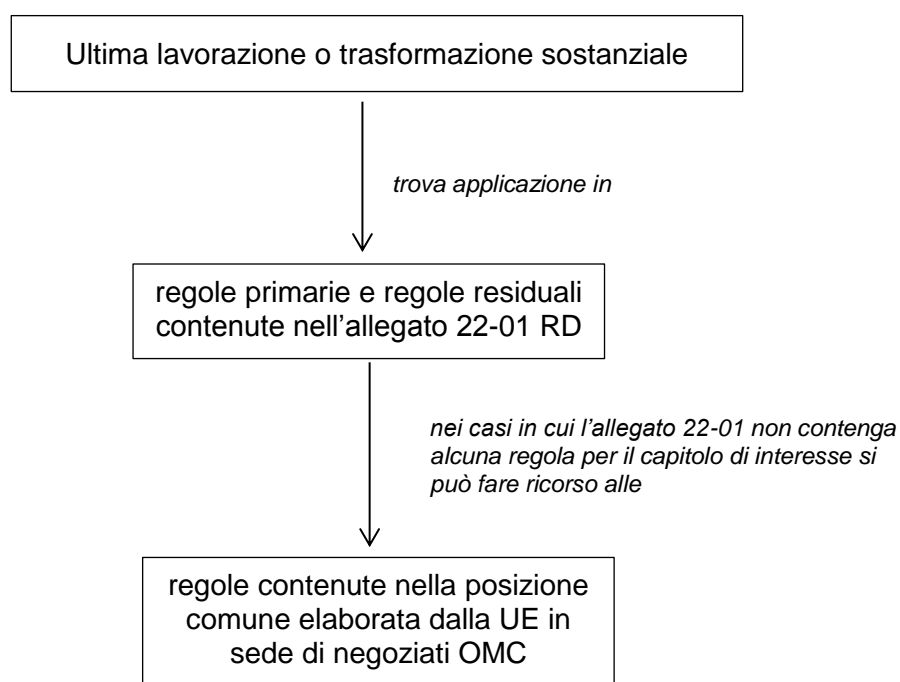 Ultima lavorazione o trasformazione sostanziale
trova applicazione in
regole primarie e regole residuali
contenute nell'allegato 22-01 RD
nei casi in cui l'allegato 22-01 non contenga
alcuna regola per il capitolo di interesse si
può fare ricorso alle
regole contenute nella posizione
comune elaborata dalla UE in
sede di negoziati OMC